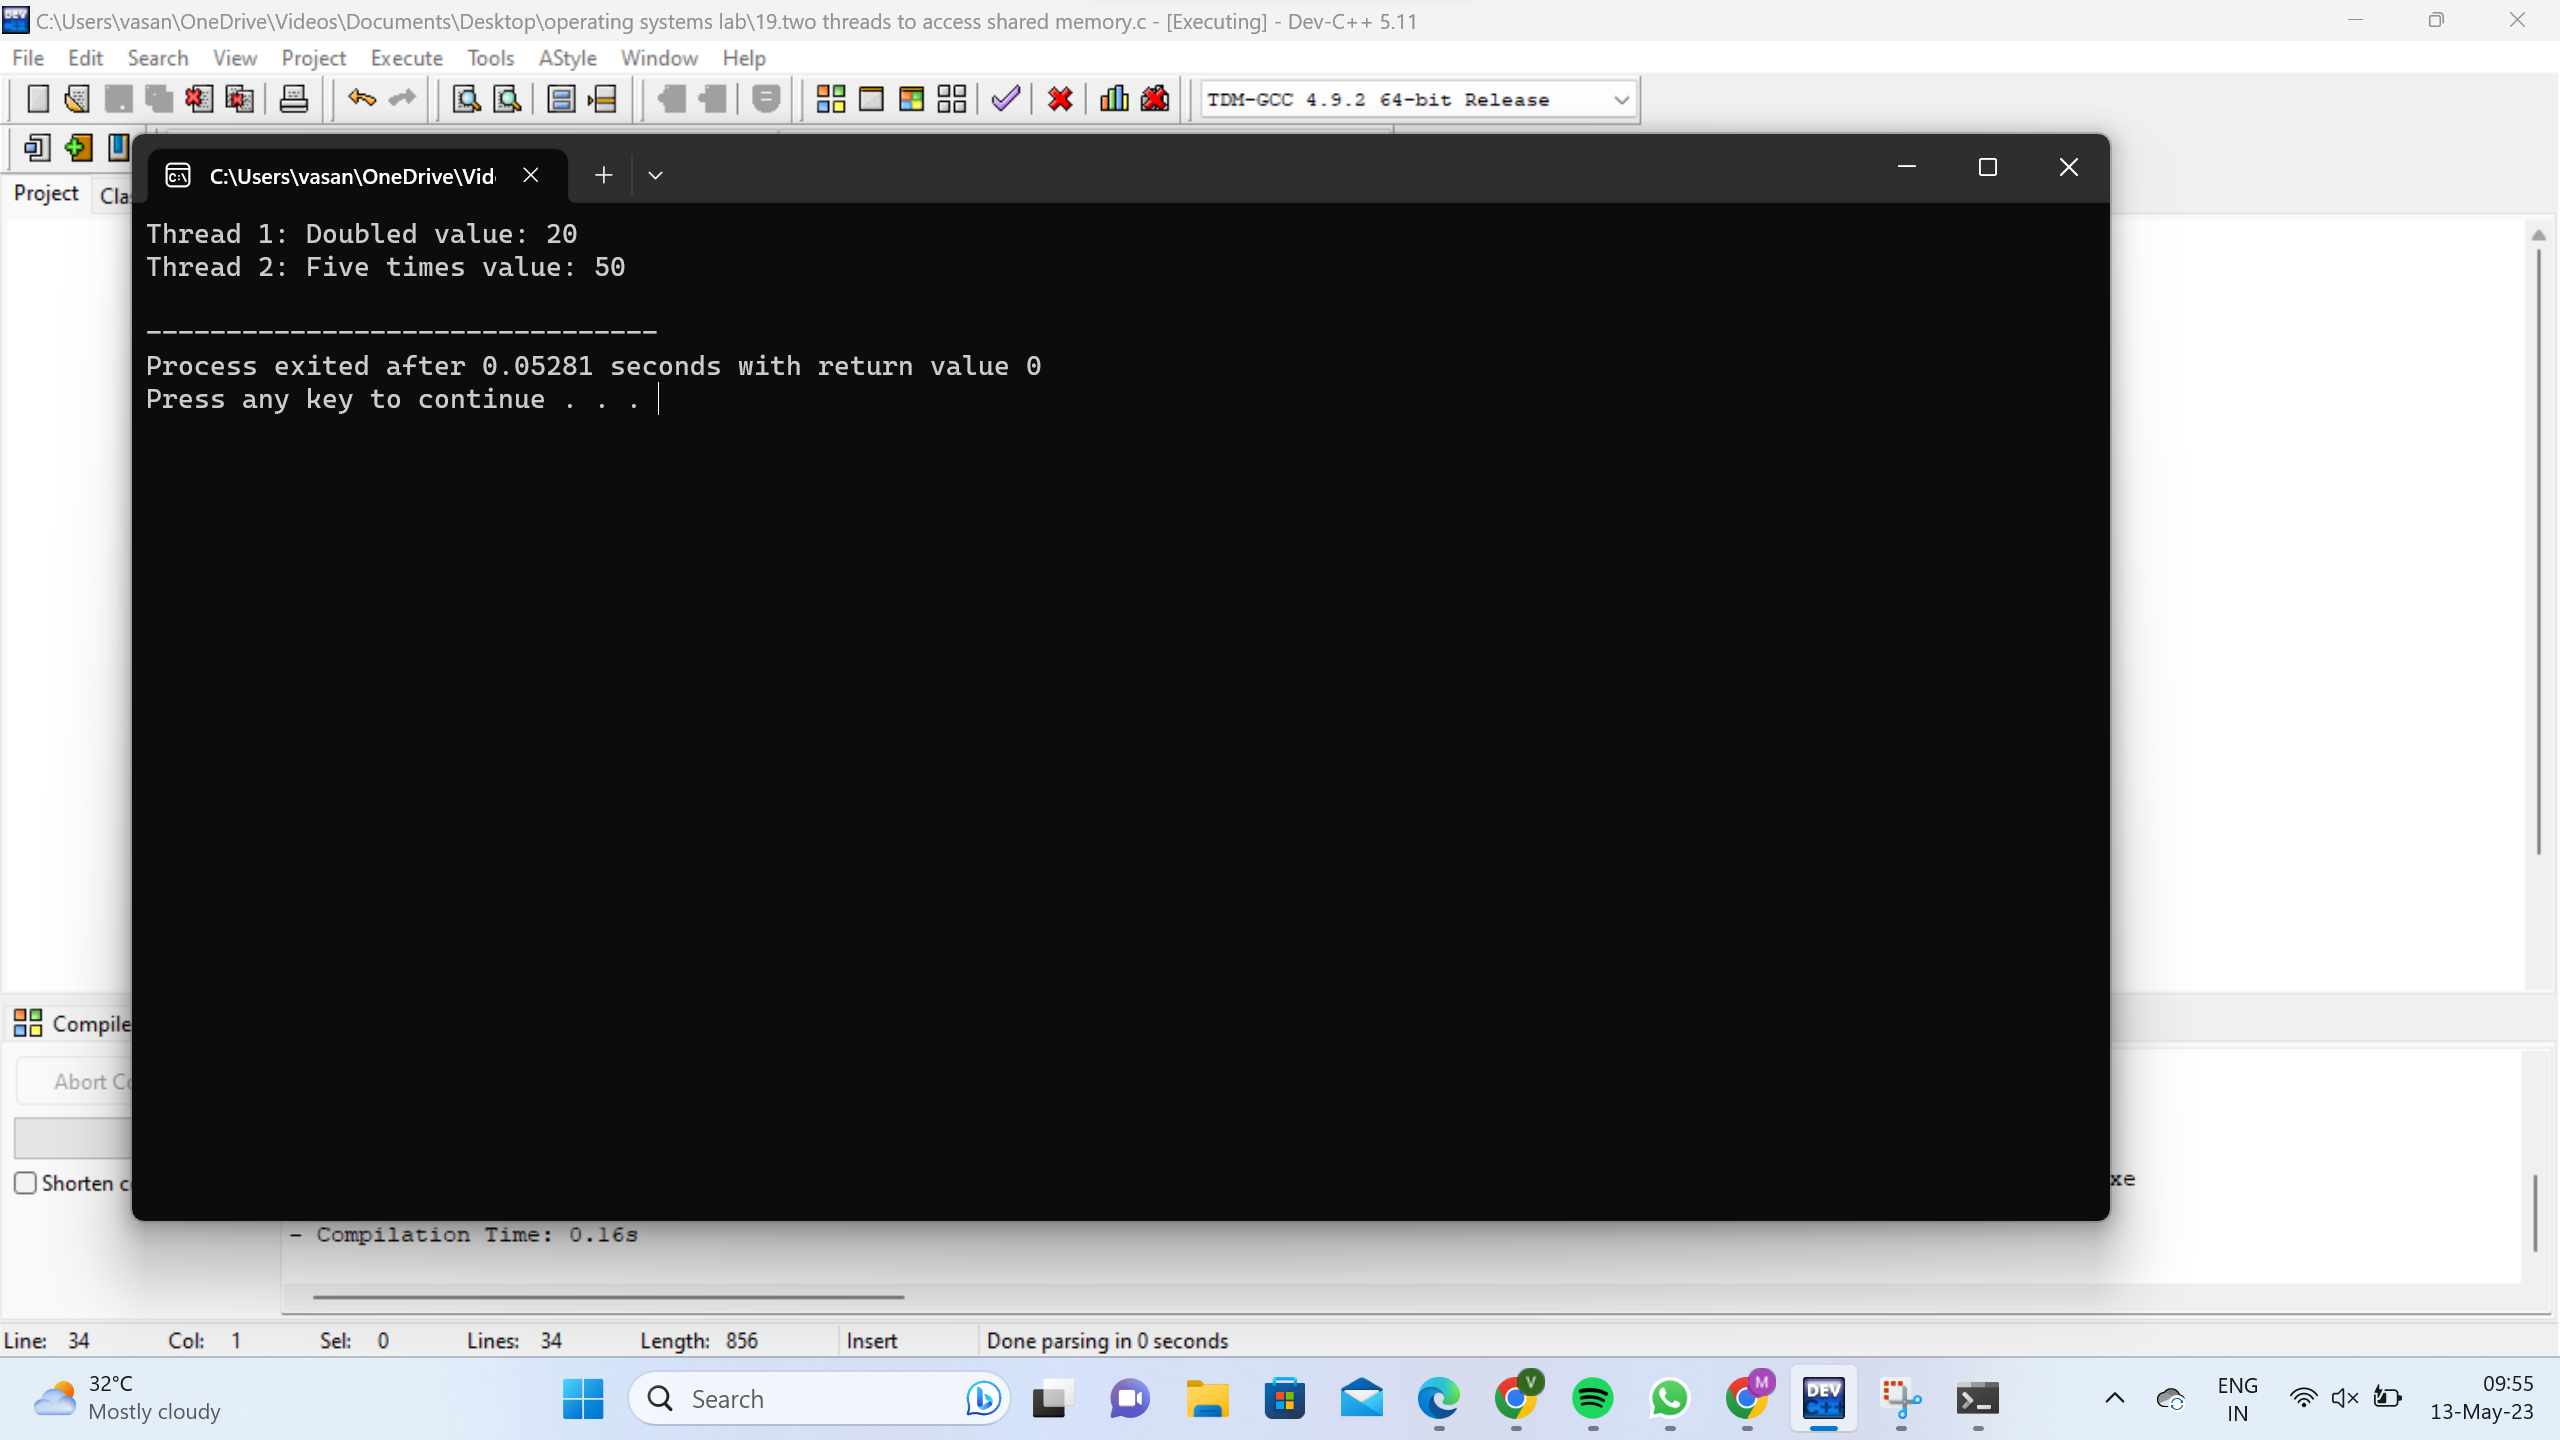 C:\Users\vasan\OneDrive\Videos\Documents\Desktop\operating systems lab\19.two threads to access shared memory.c - [Executing] - Dev-C++ 5.11
File Edit Search View Project Execute Tools AStyle Window Help
TDM-GCC 4.9.2 64-bit Release
C:\Users\vasan\OneDrive\Vid
Project Clas
Thread 1: Doubled value: 20
Thread 2: Five times value: 50
--------------------------------
Process exited after 0.05281 seconds with return value 0
Press any key to continue . . .
Compile
Abort Co
Shorten c
xe
- Compilation Time: 0.16s
Line: 34 Col: 1 Sel: 0 Lines: 34 Length: 856 Insert Done parsing in 0 seconds
32°C
Mostly cloudy
Search
V
M
DEV
C++
ENG
IN
09:55
13-May-23